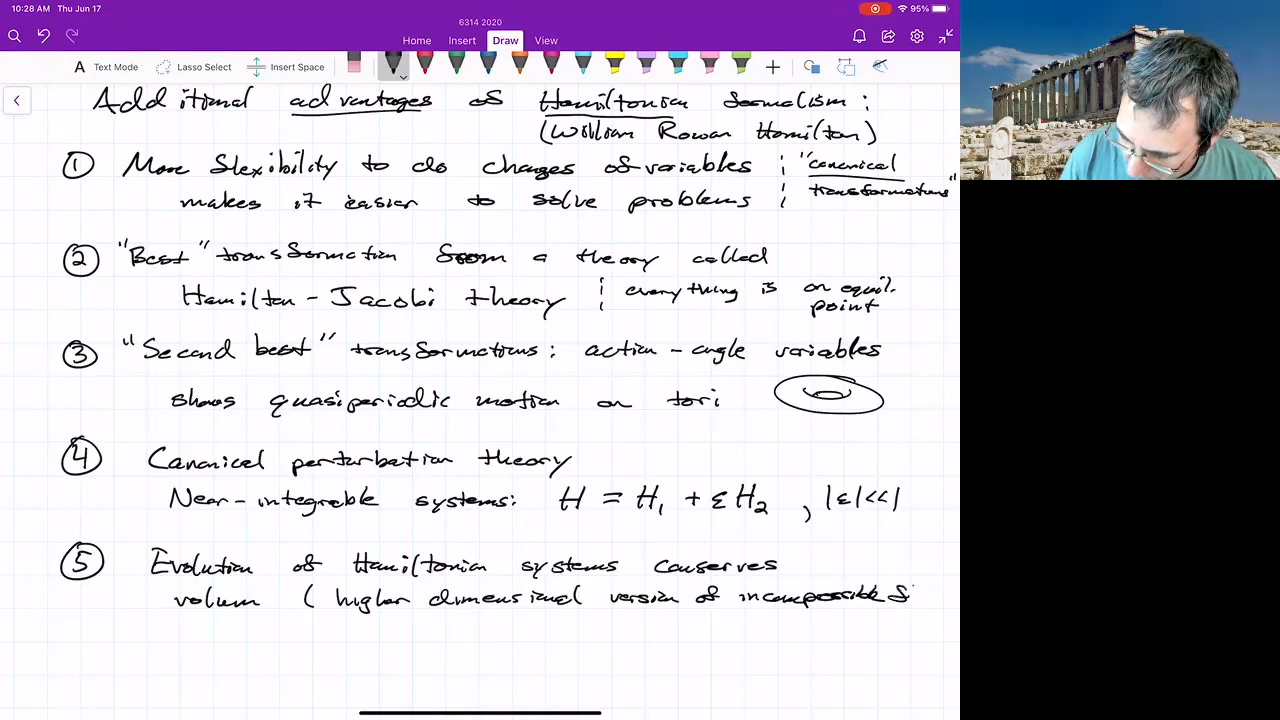 10:28 AM Thu Jun 17
95%
6314 2020
Home Insert Draw View
Text Mode Lasso Select Insert Space
Additional advantages of Hamiltonian formalism:
(William Rowan Hamilton)
① More flexibility to do changes of variables
makes it easier to solve problems
"canonical
transformations"
② "Best" transformation from a theory called
Hamilton-Jacobi theory
everything is an equil.
point
③ "Second best" transformations: action-angle variables
shows quasiperiodic motion on tori
④ Canonical perturbation theory
Near-integrable systems: H = H₁ + εH₂, |ε|<<1
⑤ Evolution of Hamiltonian systems conserves
volum (higher dimensional version of incompossible f